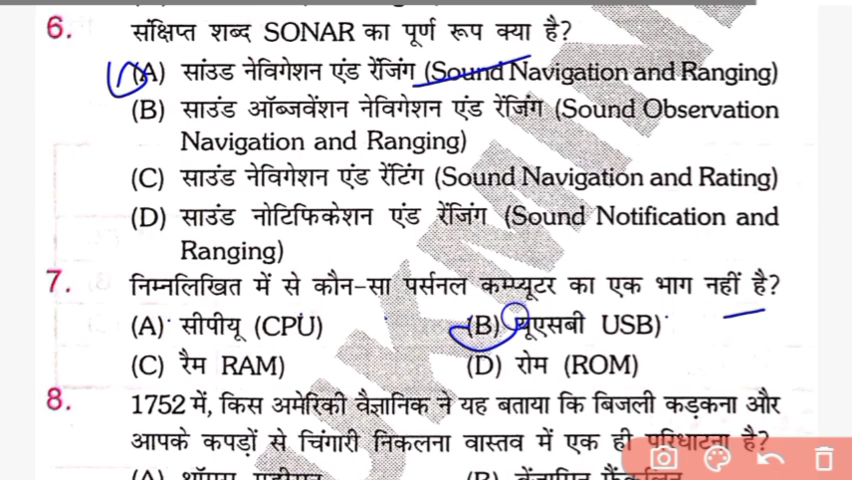 6. संक्षिप्त शब्द SONAR का पूर्ण रूप क्या है?
(A) सांउड नेविगेशन एंड रेंजिंग (Sound Navigation and Ranging)
(B) साउंड ऑब्जवेंशन नेविगेशन एंड रेंजिंग (Sound Observation
Navigation and Ranging)
(C) साउंड नेविगेशन एंड रेंटिंग (Sound Navigation and Rating)
(D) साउंड नोटिफिकेशन एंड रेंजिंग (Sound Notification and
Ranging)
7. निम्नलिखित में से कौन-सा पर्सनल कम्प्यूटर का एक भाग नहीं है?
(A) सीपीयू (CPU) (B) यूएसबी USB)
(C) रैम RAM) (D) रोम (ROM)
8. 1752 में, किस अमेरिकी वैज्ञानिक ने यह बताया कि बिजली कड़कना और
आपके कपड़ों से चिंगारी निकलना वास्तव में एक ही परिघाटना है?
(A) (B) बेंजामिन फ्रैंकलिन